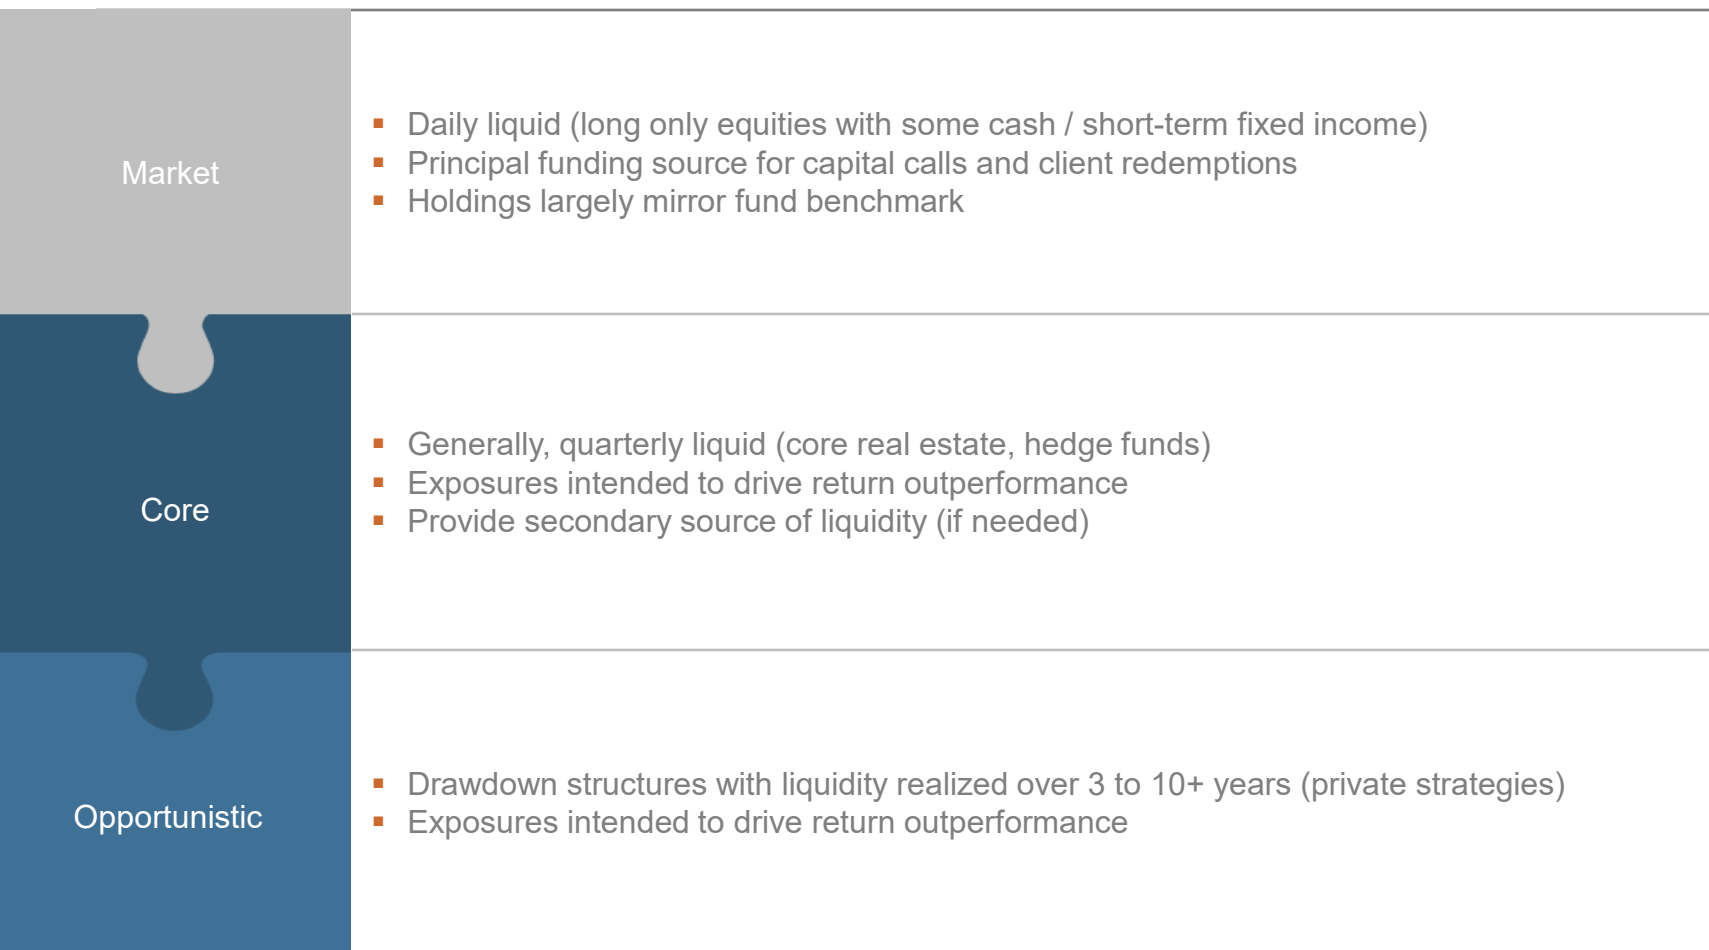 Market
▪ Daily liquid (long only equities with some cash / short-term fixed income)
▪ Principal funding source for capital calls and client redemptions
▪ Holdings largely mirror fund benchmark
Core
▪ Generally, quarterly liquid (core real estate, hedge funds)
▪ Exposures intended to drive return outperformance
▪ Provide secondary source of liquidity (if needed)
Opportunistic
▪ Drawdown structures with liquidity realized over 3 to 10+ years (private strategies)
▪ Exposures intended to drive return outperformance